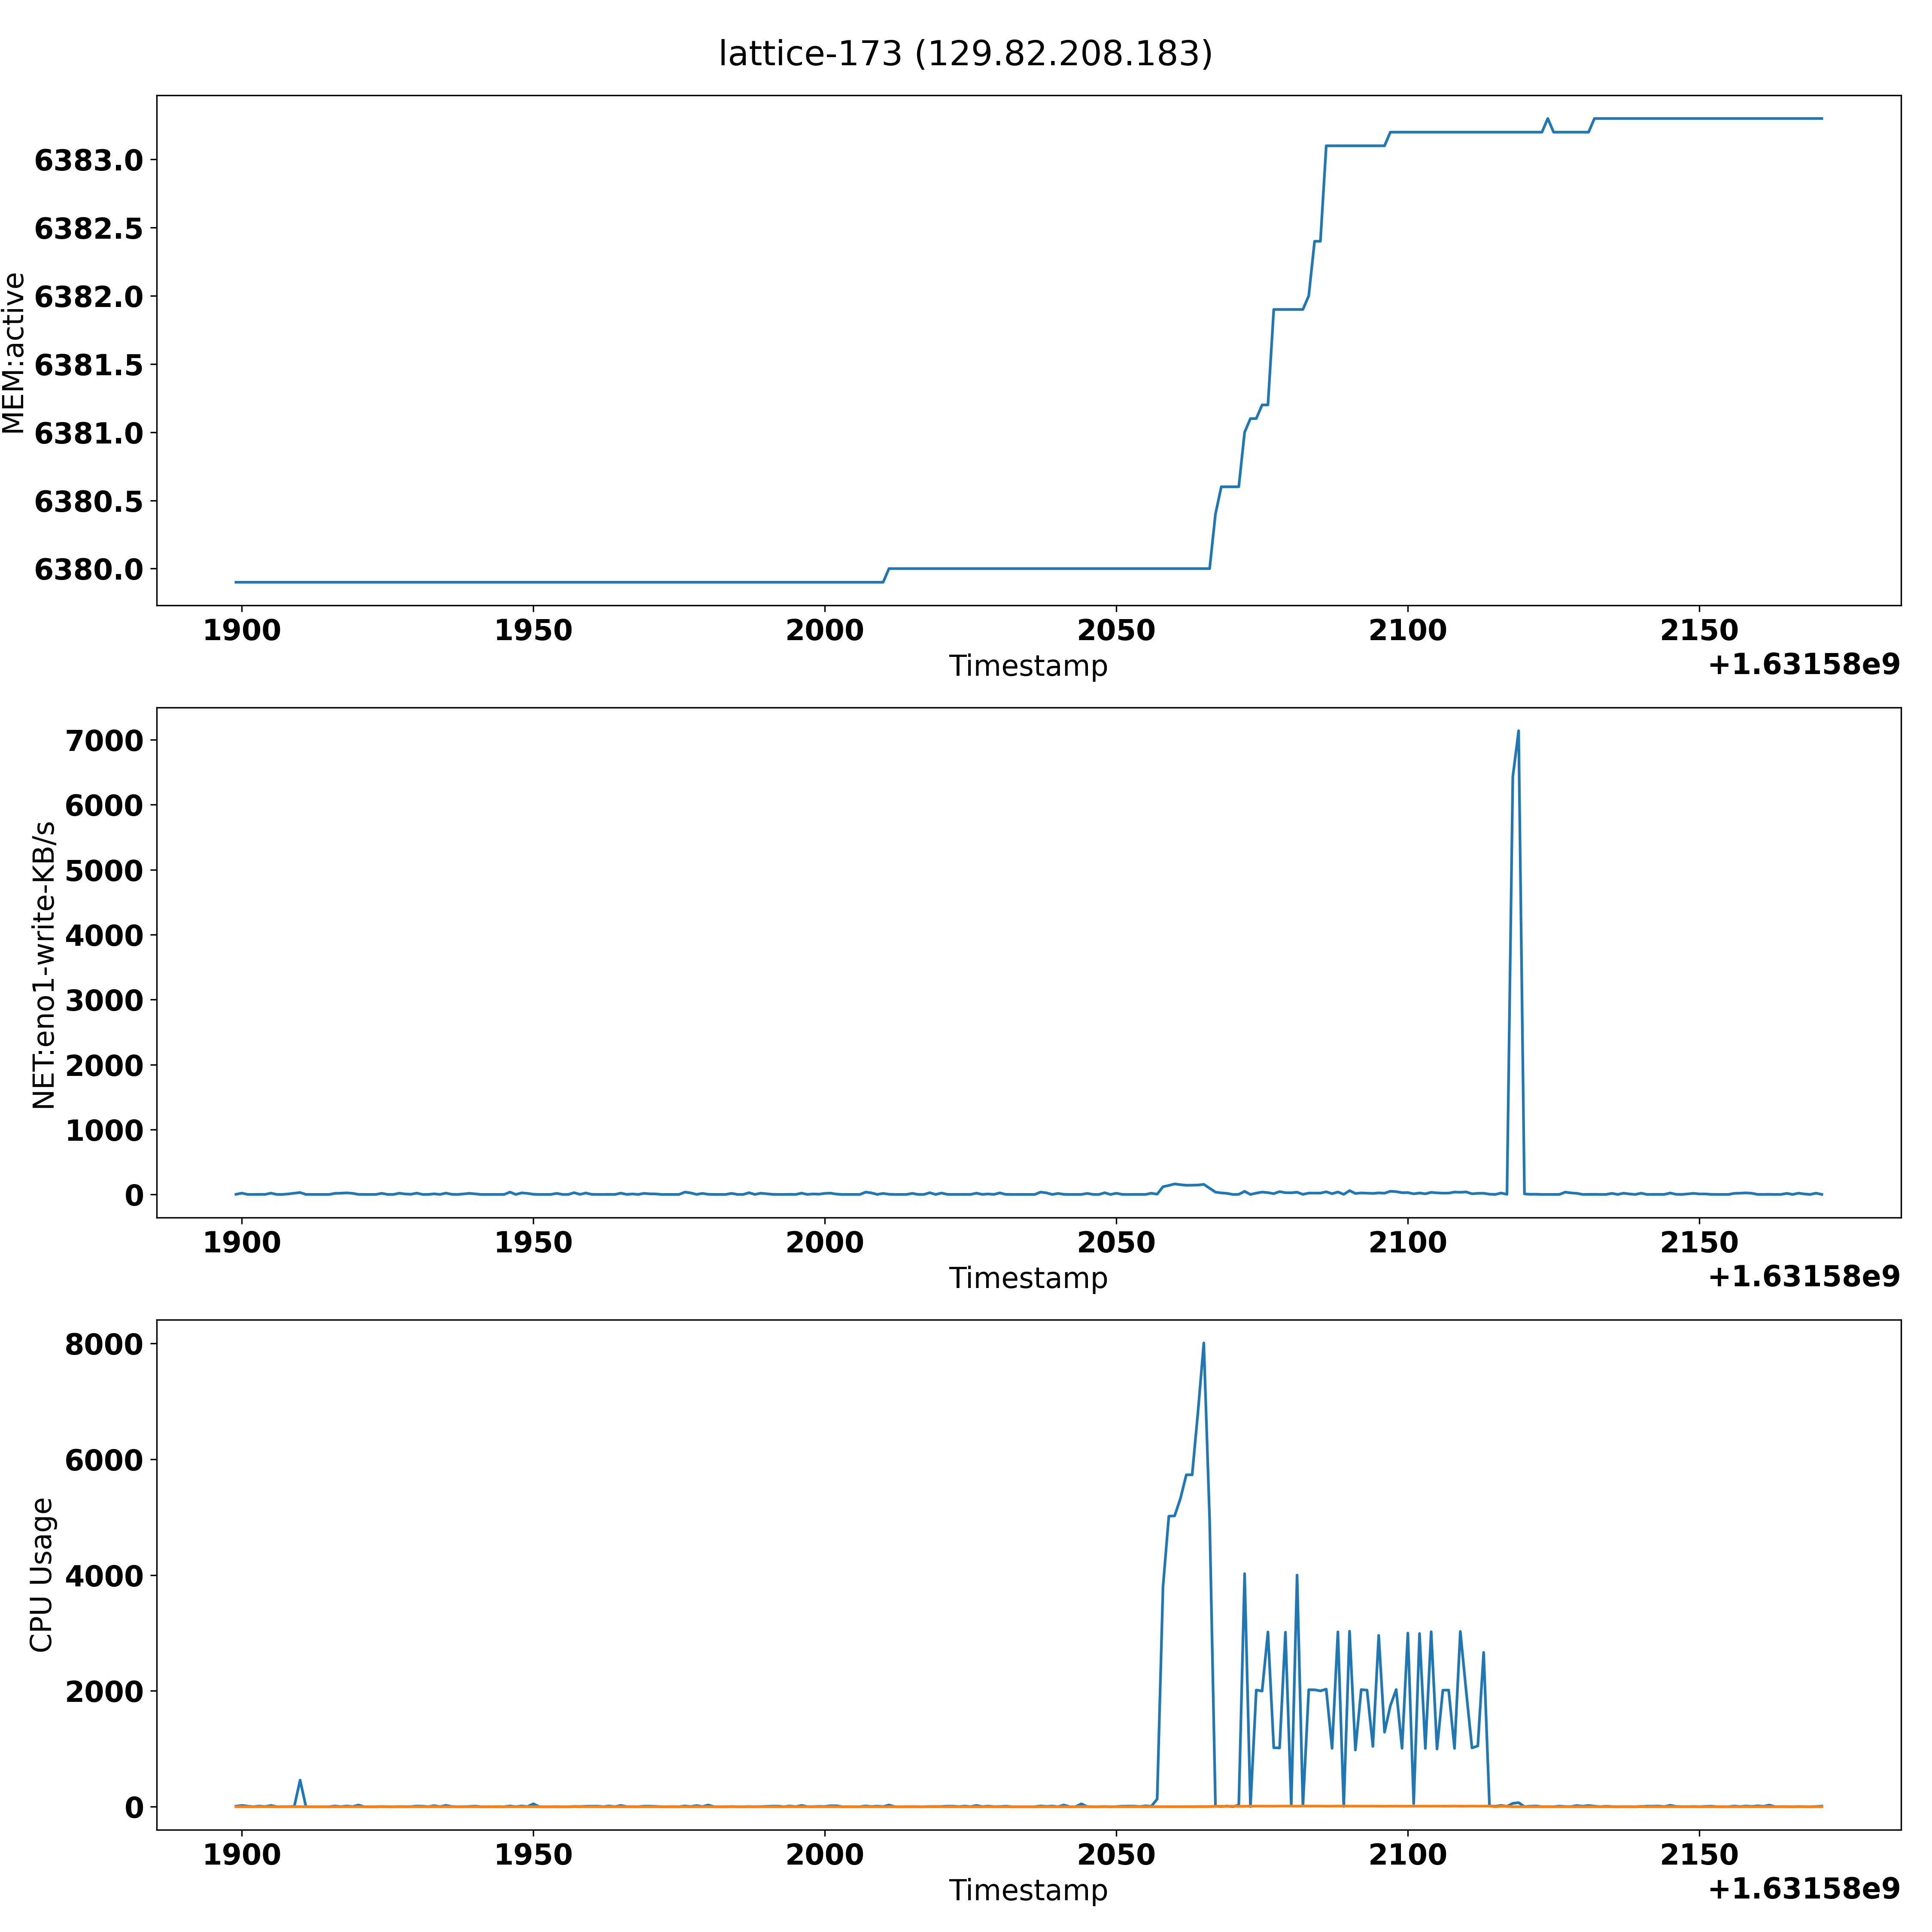 lattice-173 (129.82.208.183)
MEM:active
6383.0
6382.5
6382.0
6381.5
6381.0
6380.5
6380.0
1900 1950 2000 2050 2100 2150
Timestamp
+1.63158e9
NET:eno1-write-KB/s
7000
6000
5000
4000
3000
2000
1000
0
1900 1950 2000 2050 2100 2150
Timestamp
+1.63158e9
CPU Usage
8000
6000
4000
2000
0
1900 1950 2000 2050 2100 2150
Timestamp
+1.63158e9